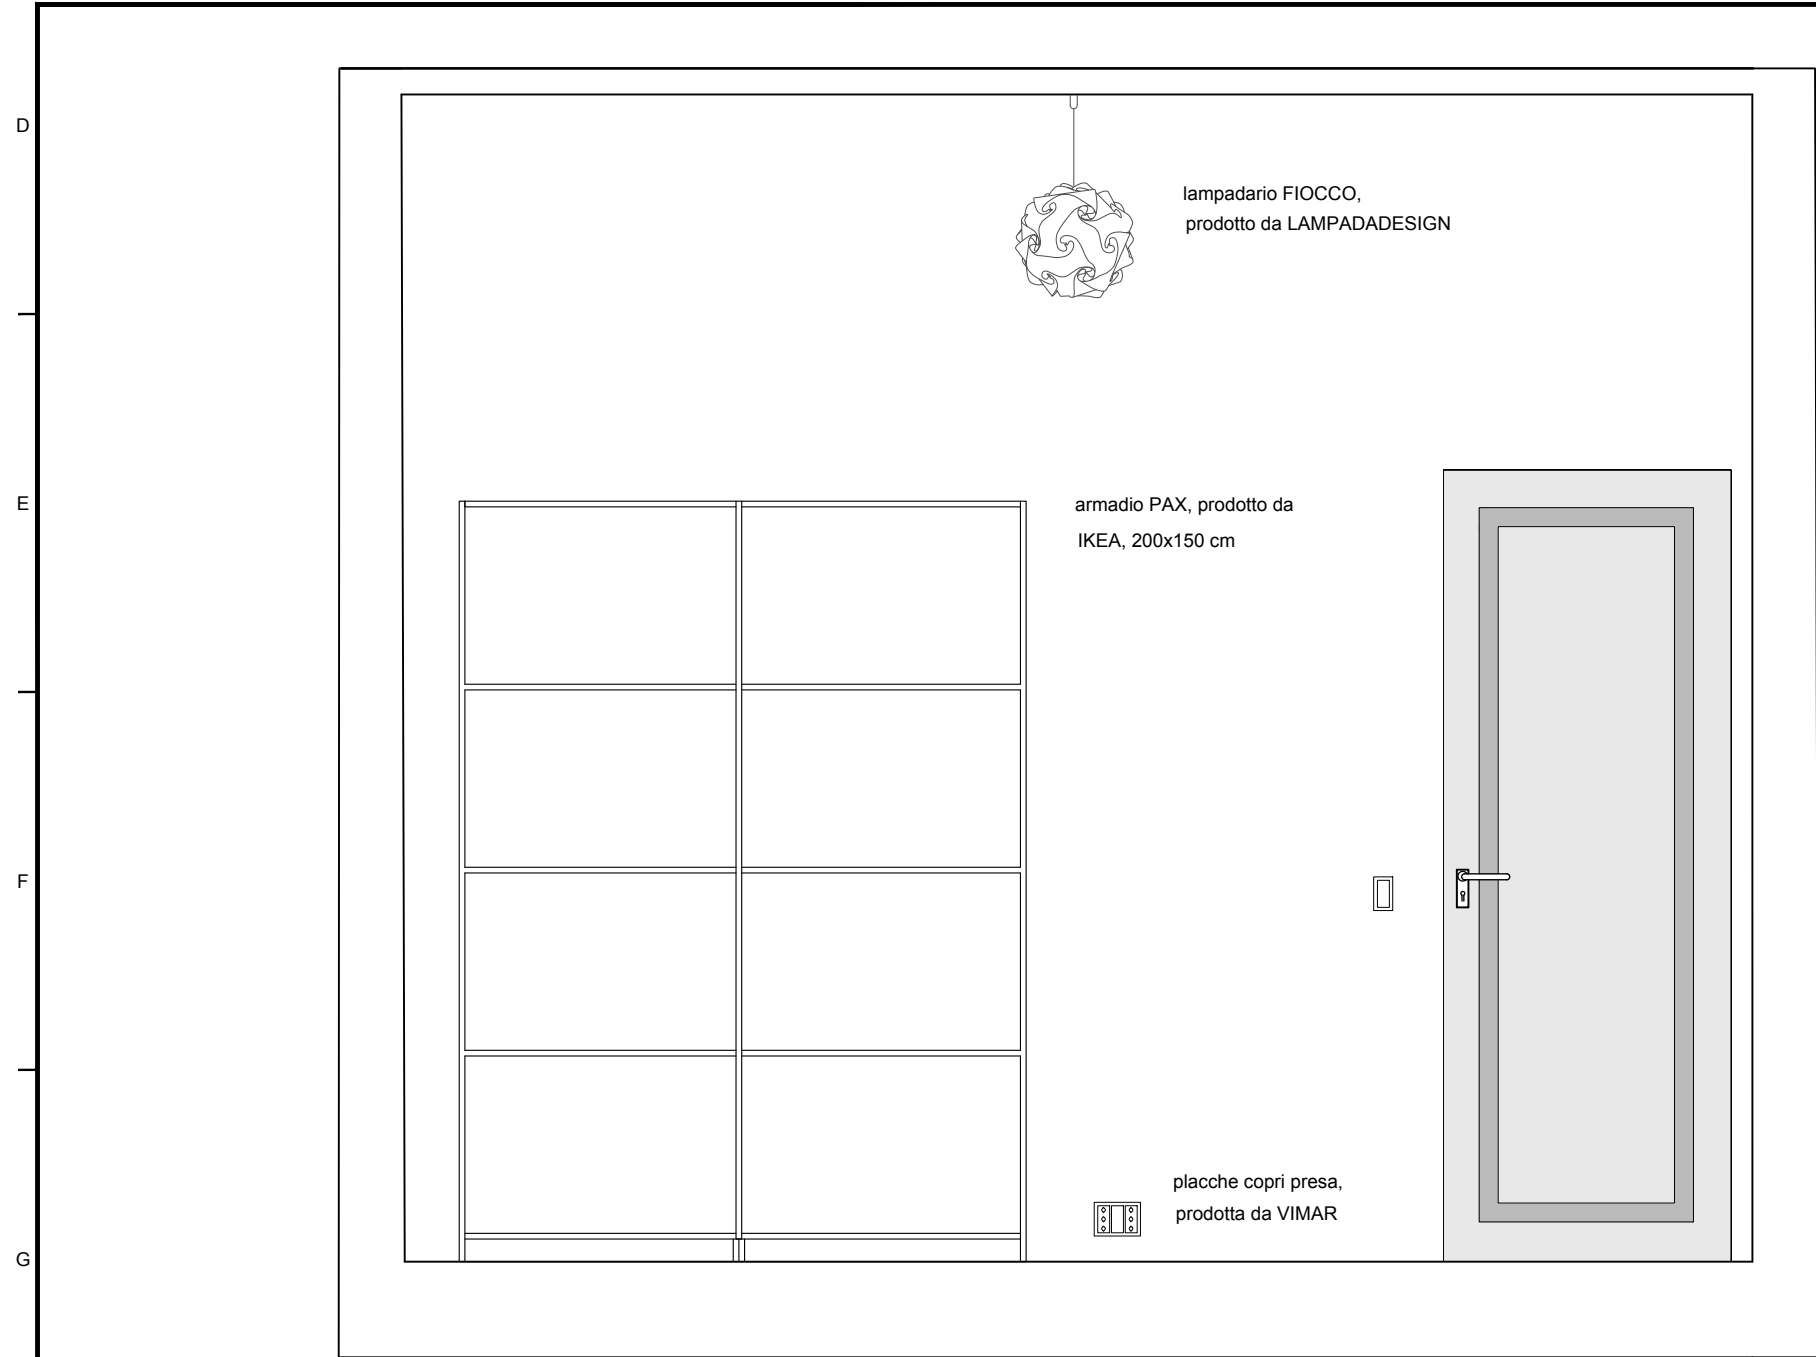 D
lampadario FIOCCO,
prodotto da LAMPADADESIGN
E
armadio PAX, prodotto da
IKEA, 200x150 cm
F
placche copri presa,
prodotta da VIMAR
G